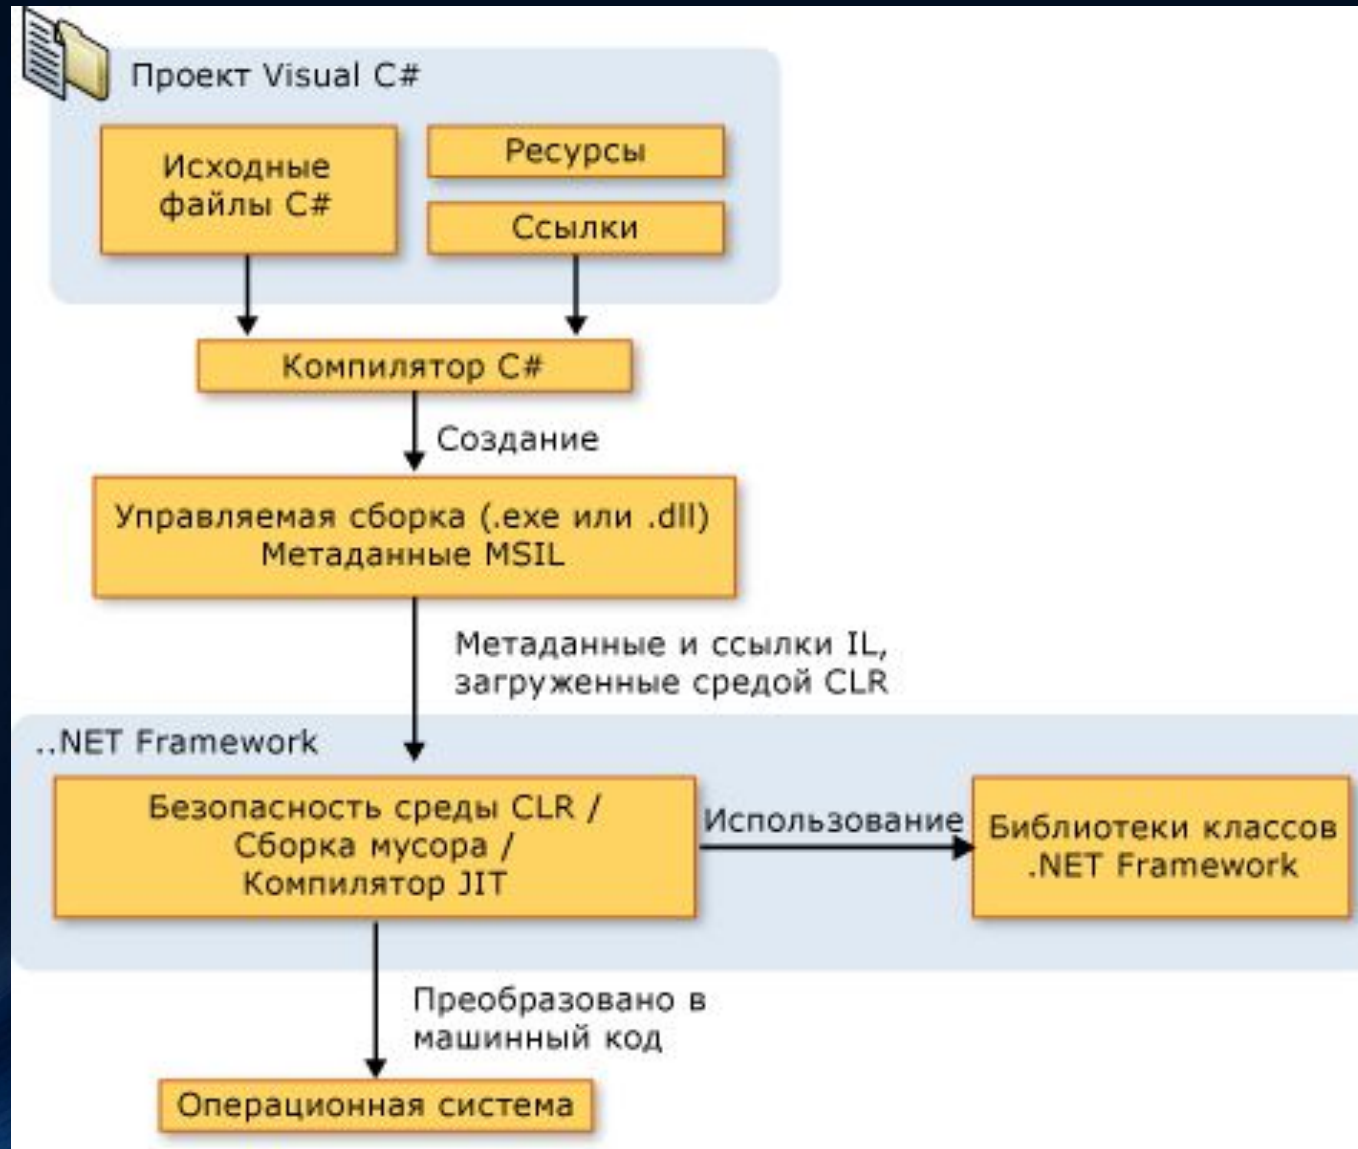 Проект Visual C#
Исходные
файлы C#
Ресурсы
Ссылки
Компилятор C#
Создание
Управляемая сборка (.exe или .dll)
Метаданные MSIL
Метаданные и ссылки IL,
загруженные средой CLR
..NET Framework
Безопасность среды CLR /
Сборка мусора /
Компилятор JIT
Использование
Библиотеки классов
.NET Framework
Преобразовано в
машинный код
Операционная система